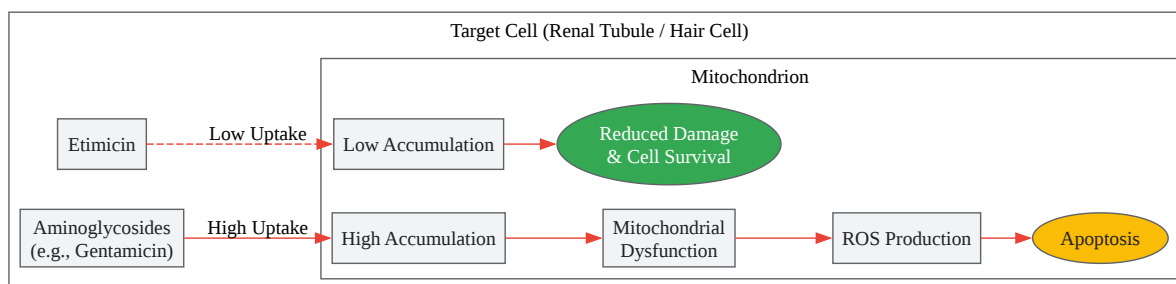 Target Cell (Renal Tubule / Hair Cell)
Mitochondrion
Etimicin
Low Uptake
Low Accumulation
Reduced Damage
& Cell Survival
Aminoglycosides
(e.g., Gentamicin)
High Uptake
High Accumulation
Mitochondrial
Dysfunction
ROS Production
Apoptosis